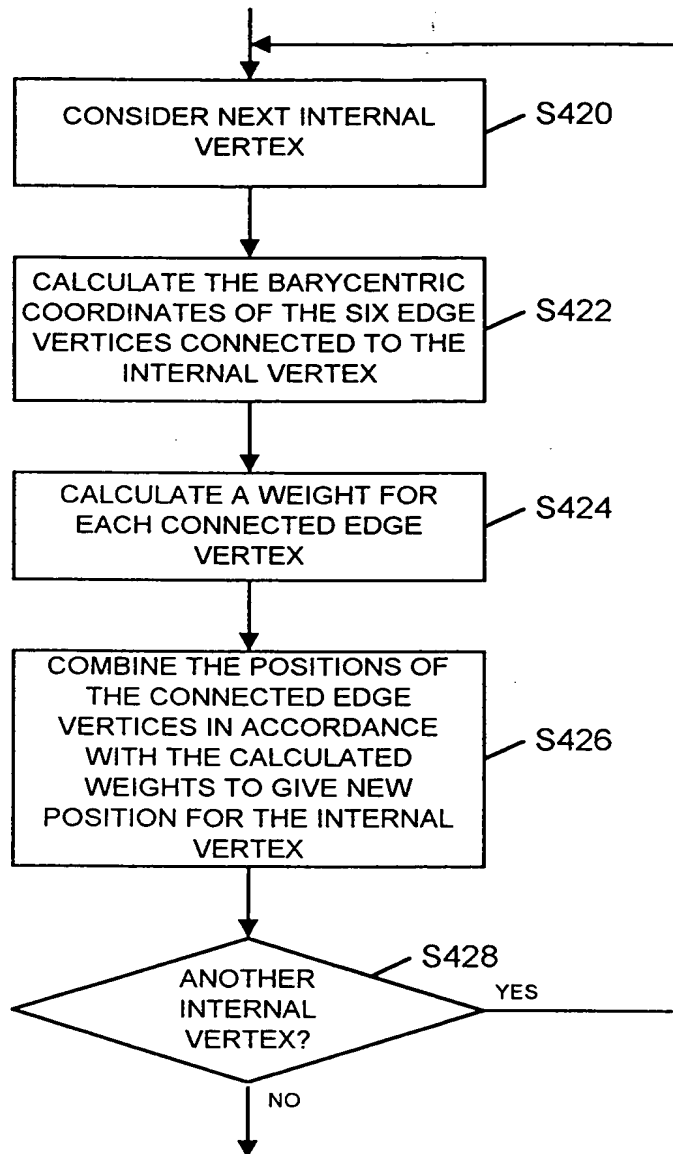 CONSIDER NEXT INTERNAL
VERTEX
S420
CALCULATE THE BARYCENTRIC
COORDINATES OF THE SIX EDGE
VERTICES CONNECTED TO THE
INTERNAL VERTEX
S422
CALCULATE A WEIGHT FOR
EACH CONNECTED EDGE
VERTEX
S424
COMBINE THE POSITIONS OF
THE CONNECTED EDGE
VERTICES IN ACCORDANCE
WITH THE CALCULATED
WEIGHTS TO GIVE NEW
POSITION FOR THE INTERNAL
VERTEX
S426
ANOTHER
INTERNAL
VERTEX?
S428
YES
NO